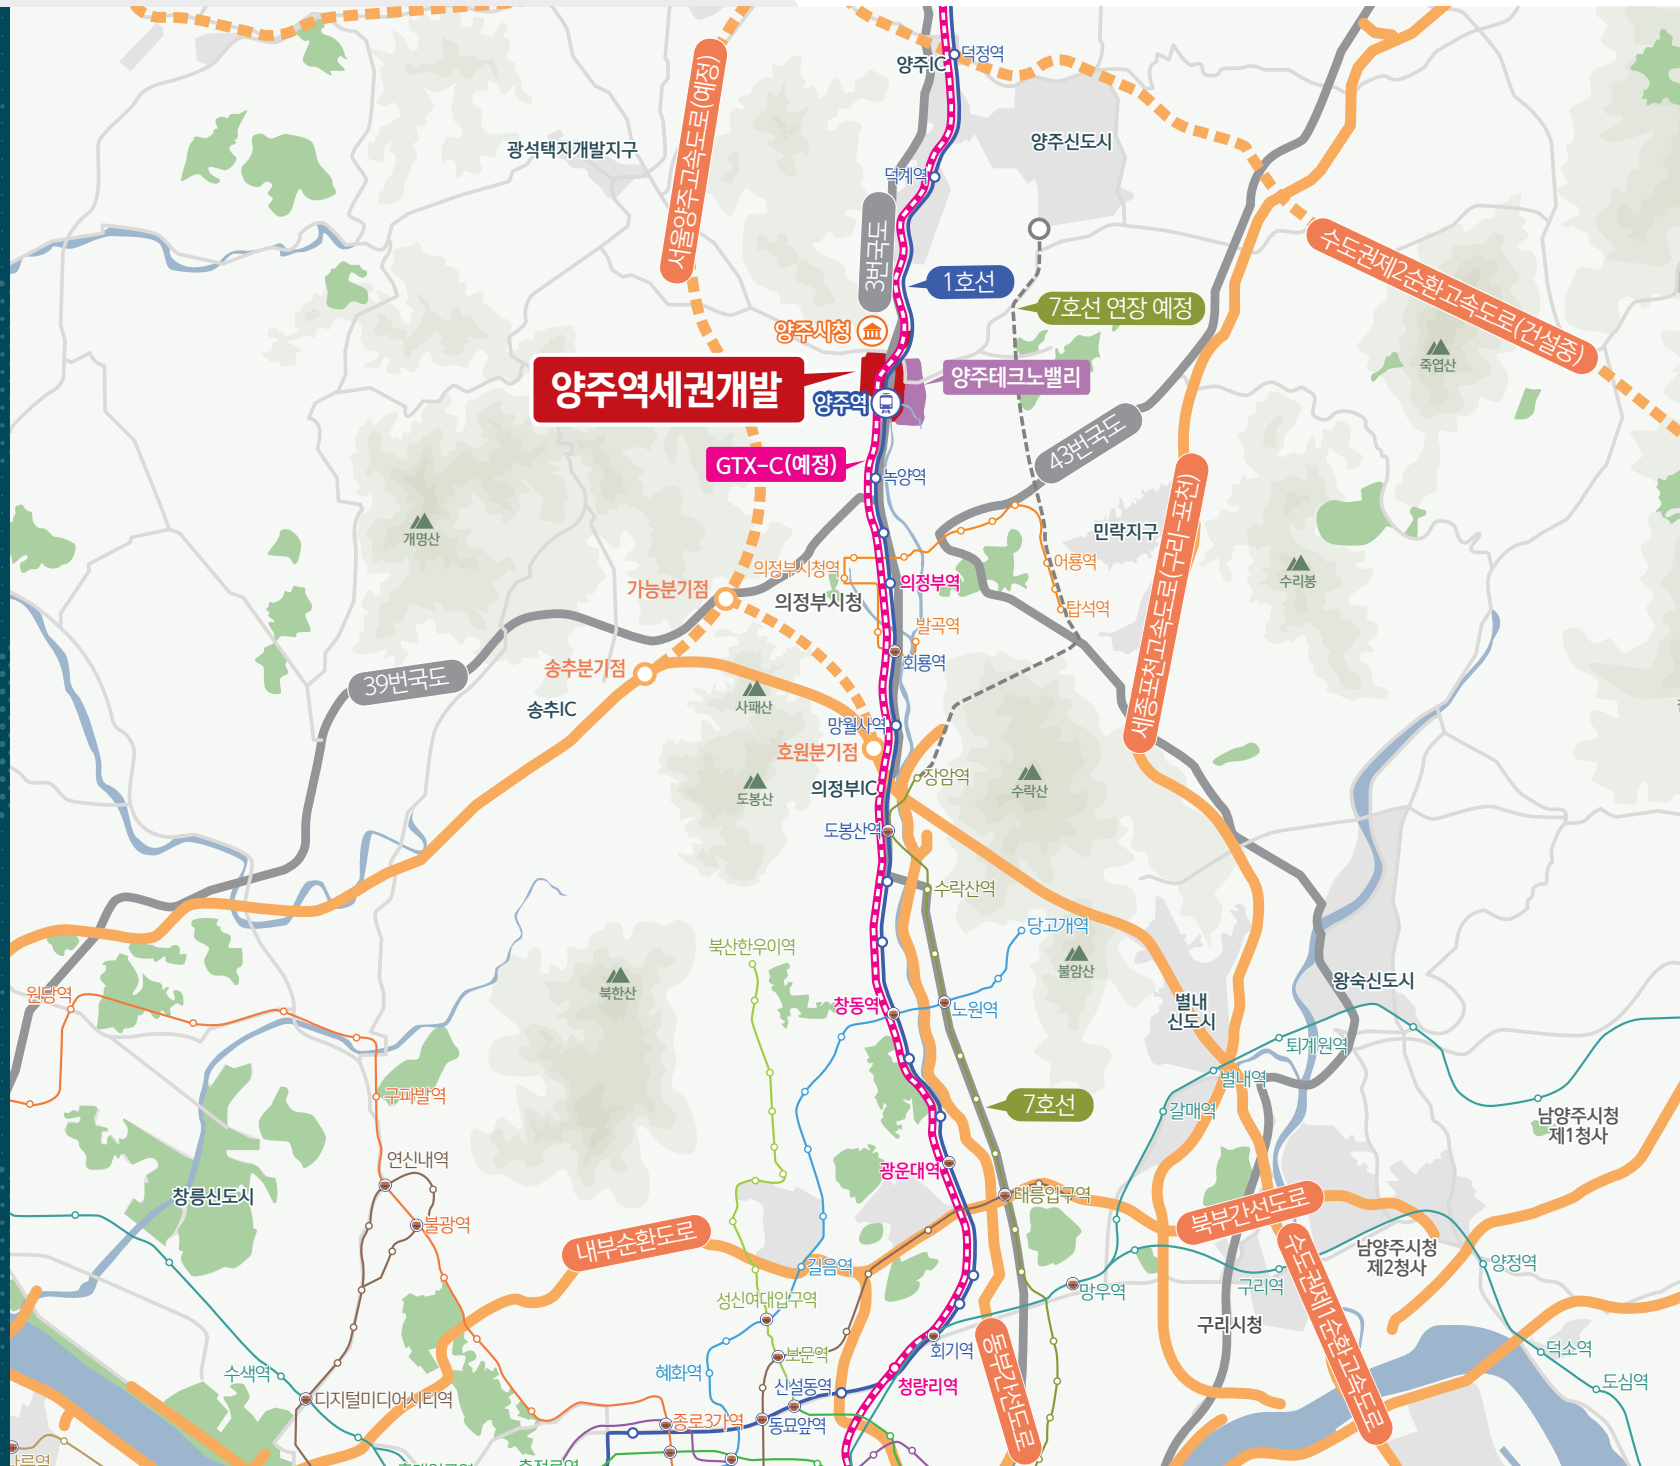 덕정역
양주IC
양주신도시
광석택지개발지구
서울양주고속도로(예정)
덕계역
3번국도
1호선
7호선 연장 예정
수도권제2순환고속도로(건설중)
양주시청
죽엽산
양주역세권개발
양주테크노밸리
양주역
43번국도
GTX-C(예정)
녹양역
세종포천고속도로(구리-포천)
개명산
민락지구
의정부시청역
어룡역
수리봉
가능분기점
의정부역
의정부시청
탑석역
발곡역
송추분기점
회룡역
39번국도
송추IC
사패산
망월사역
호원분기점
장암역
도봉산
의정부IC
수락산
도봉산역
수락산역
당고개역
북산한우이역
불암산
북한산
왕숙신도시
원당역
창동역
노원역
별내
신도시
퇴계원역
별내역
구파발역
7호선
갈매역
남양주시청
제1청사
연신내역
광운대역
창릉신도시
태릉입구역
불광역
북부간선도로
내부순환도로
남양주시청
제2청사
길음역
양정역
구리역
망우역
성신여대입구역
수도권제1순환고속도로
구리시청
회기역
동부간선도로
보문역
덕소역
수색역
혜화역
신설동역
청량리역
도심역
디지털미디어시티역
종로3가역
동묘앞역